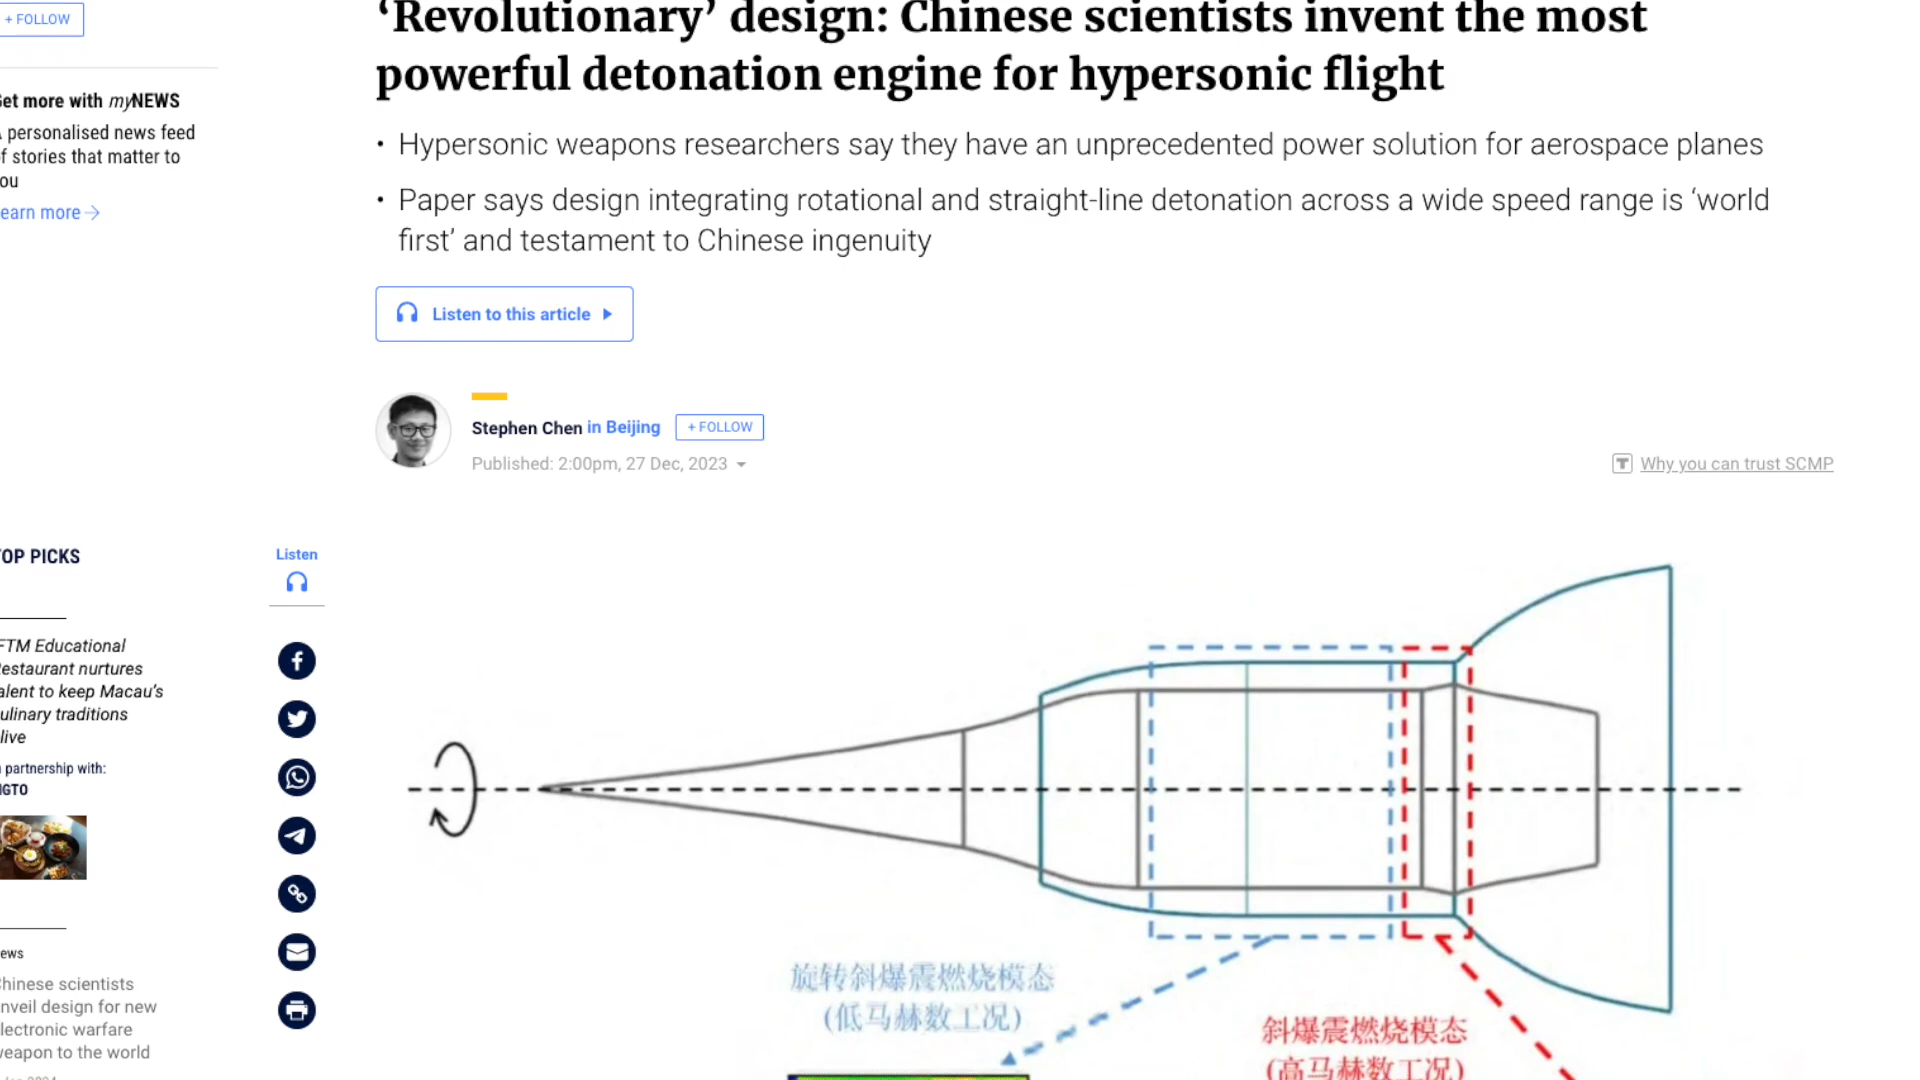 + FOLLOW
et more with myNEWS
personalised news feed
f stories that matter to
ou
earn more
‘Revolutionary’ design: Chinese scientists invent the most
powerful detonation engine for hypersonic flight
• Hypersonic weapons researchers say they have an unprecedented power solution for aerospace planes
• Paper says design integrating rotational and straight-line detonation across a wide speed range is ‘world
first’ and testament to Chinese ingenuity
Listen to this article
Stephen Chen in Beijing
+ FOLLOW
Published: 2:00pm, 27 Dec, 2023
Why you can trust SCMP
OP PICKS
Listen
FTM Educational
estaurant nurtures
alent to keep Macau’s
ulinary traditions
live
partnership with:
GTO
ews
hinese scientists
nveil design for new
lectronic warfare
eapon to the world
旋转斜爆震燃烧模态
(低马赫数工况)
斜爆震燃烧模态
(高马赫数工况)